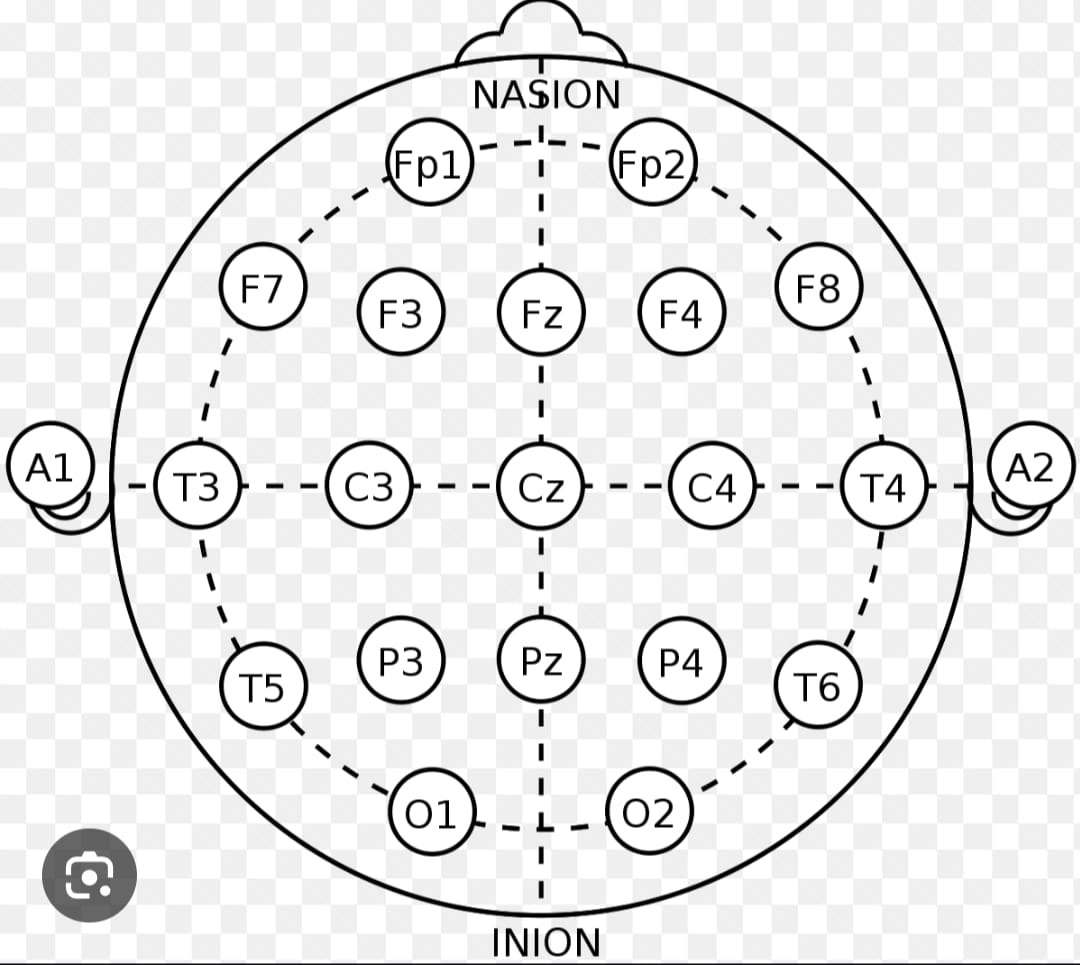 NASION
Fp1 Fp2
F7 F3 Fz F4 F8
A1 T3 C3 Cz C4 T4 A2
T5 P3 Pz P4 T6
O1 O2
INION